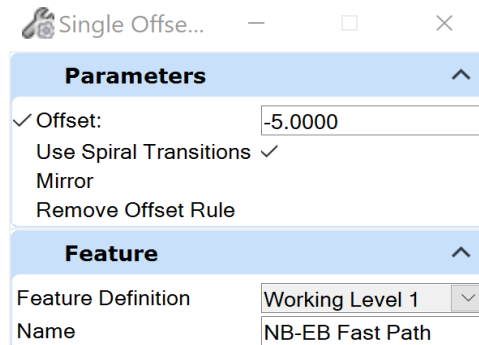 Single Offse...
Parameters
Offset: -5.0000
Use Spiral Transitions
Mirror
Remove Offset Rule
Feature
Feature Definition Working Level 1
Name NB-EB Fast Path